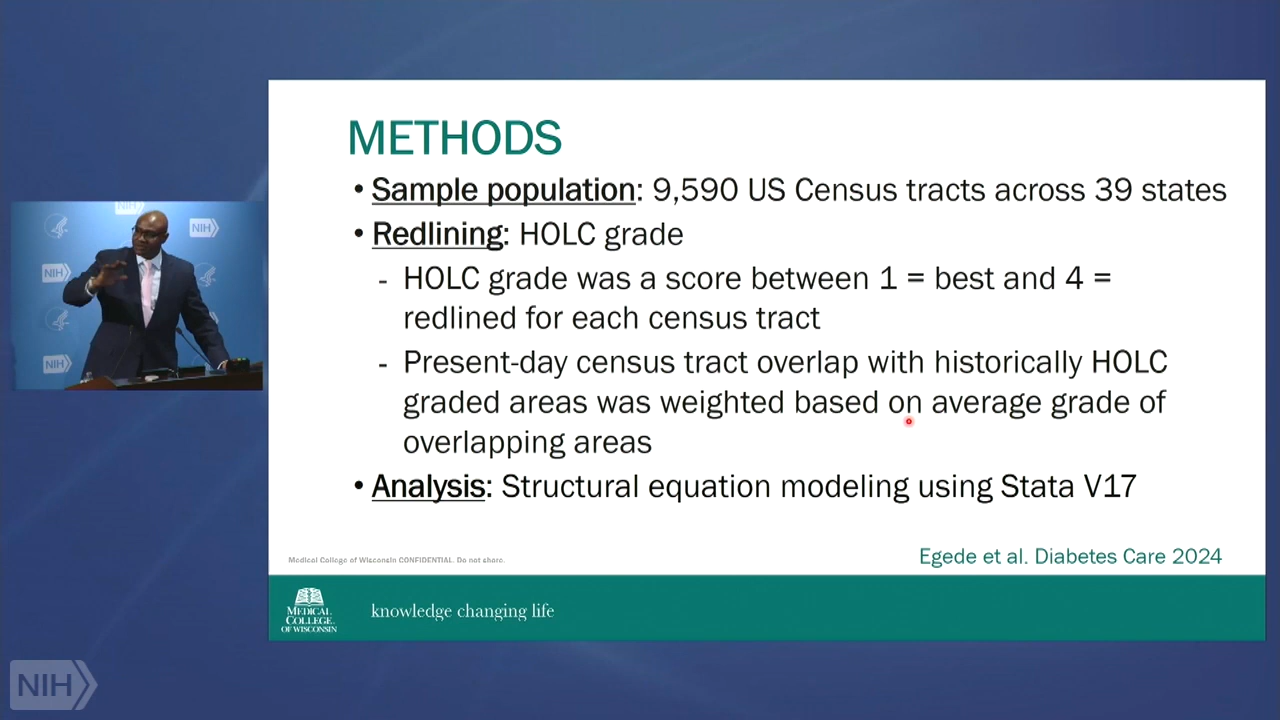 METHODS
• Sample population: 9,590 US Census tracts across 39 states
• Redlining: HOLC grade
- HOLC grade was a score between 1 = best and 4 =
redlined for each census tract
- Present-day census tract overlap with historically HOLC
graded areas was weighted based on average grade of
overlapping areas
• Analysis: Structural equation modeling using Stata V17
Egede et al. Diabetes Care 2024
Medical College of Wisconsin CONFIDENTIAL. Do not share.
MEDICAL
COLLEGE
OF WISCONSIN
knowledge changing life
NIH
NIH
NIH
NIH
NIH